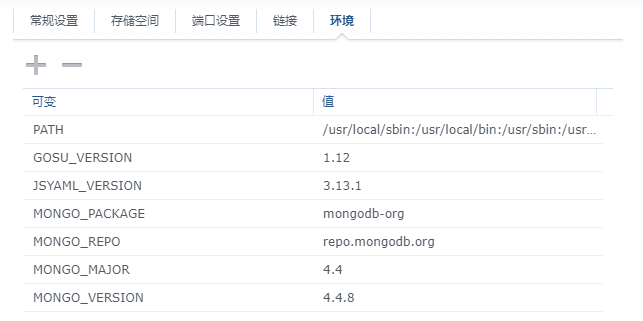 常规设置 存储空间 端口设置 链接 环境
可变 值
PATH /usr/local/sbin:/usr/local/bin:/usr/sbin:/usr...
GOSU_VERSION 1.12
JSYAML_VERSION 3.13.1
MONGO_PACKAGE mongodb-org
MONGO_REPO repo.mongodb.org
MONGO_MAJOR 4.4
MONGO_VERSION 4.4.8